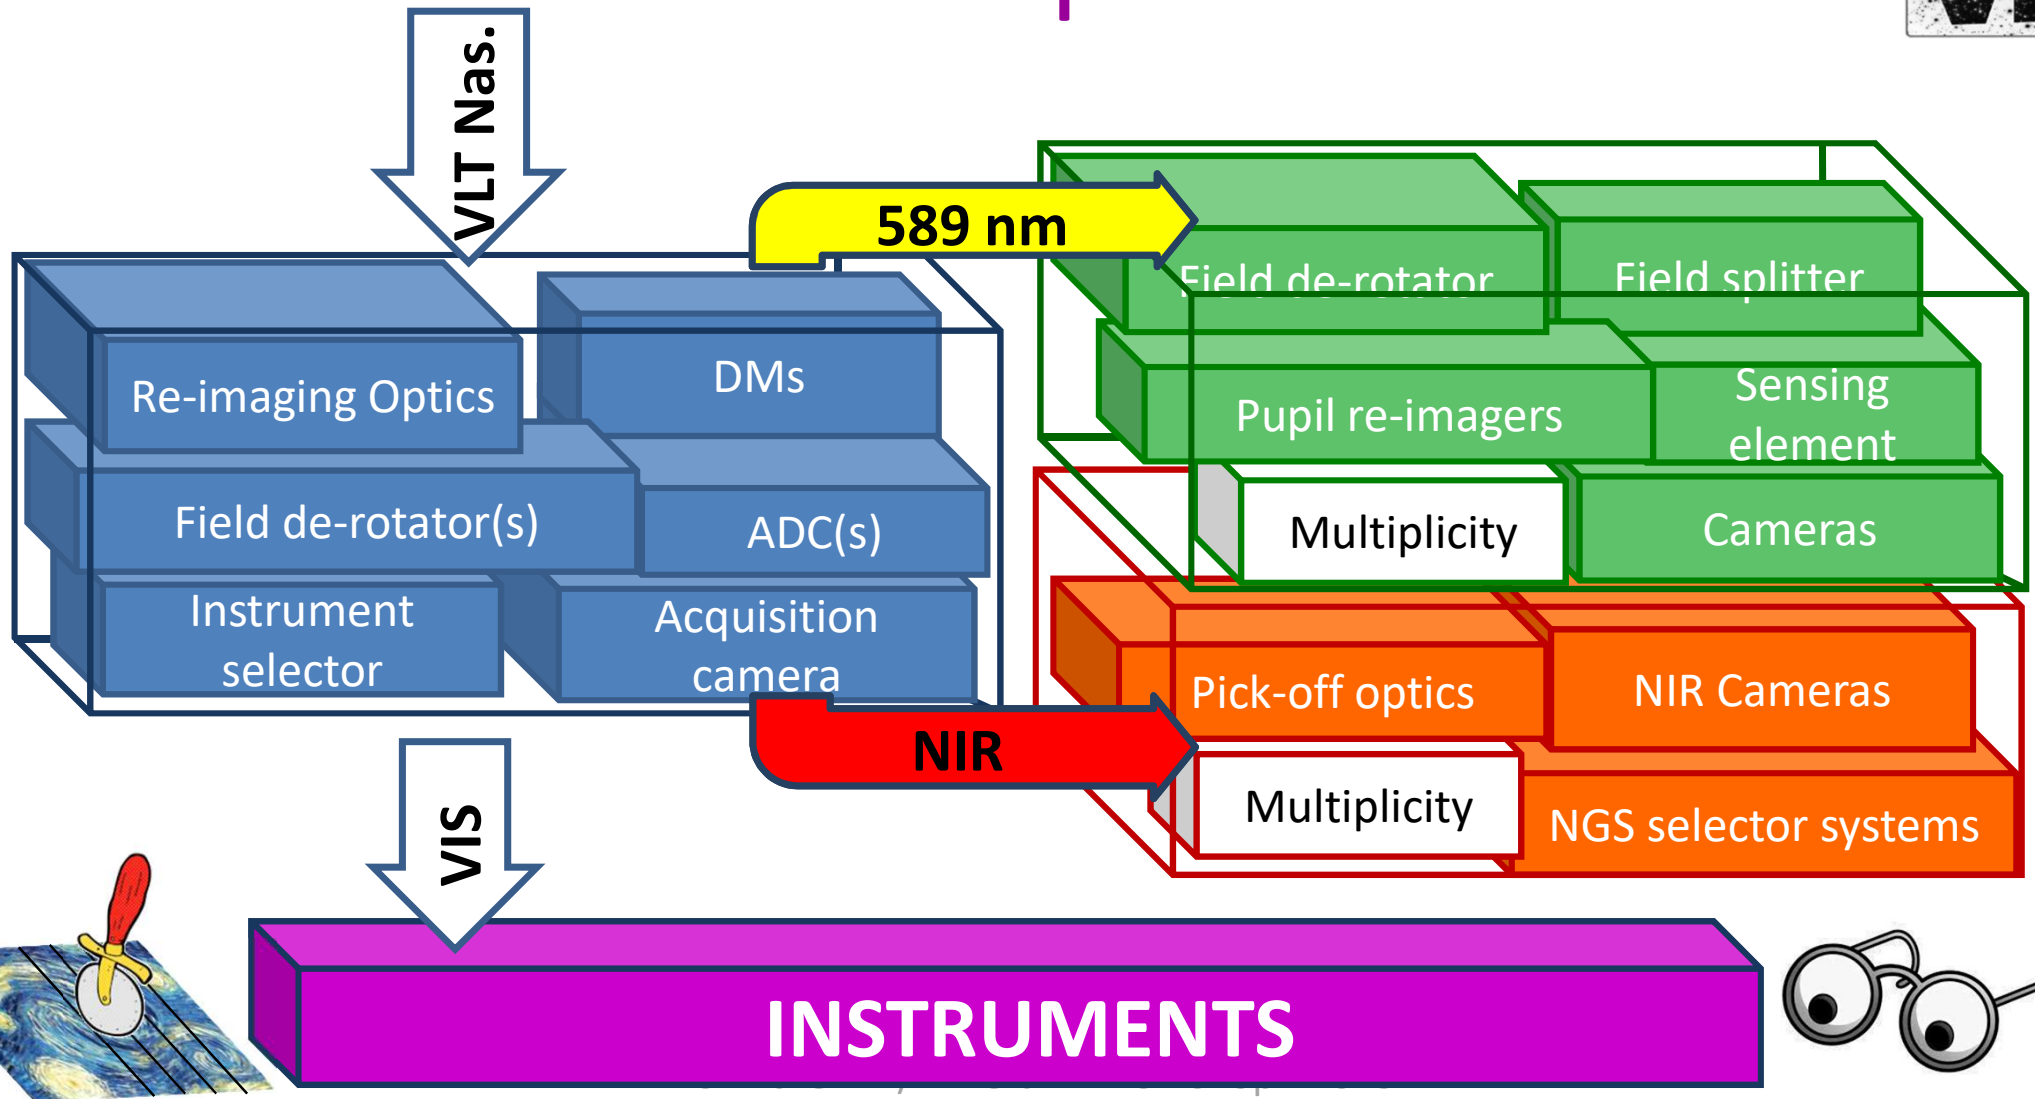 VLT Nas.
589 nm
Re-imaging Optics
DMs
Field de-rotator(s)
ADC(s)
Instrument
selector
Acquisition
camera
Field de-rotator
Field splitter
Pupil re-imagers
Sensing
element
Multiplicity
Cameras
Pick-off optics
NIR Cameras
NIR
Multiplicity
NGS selector systems
VIS
INSTRUMENTS